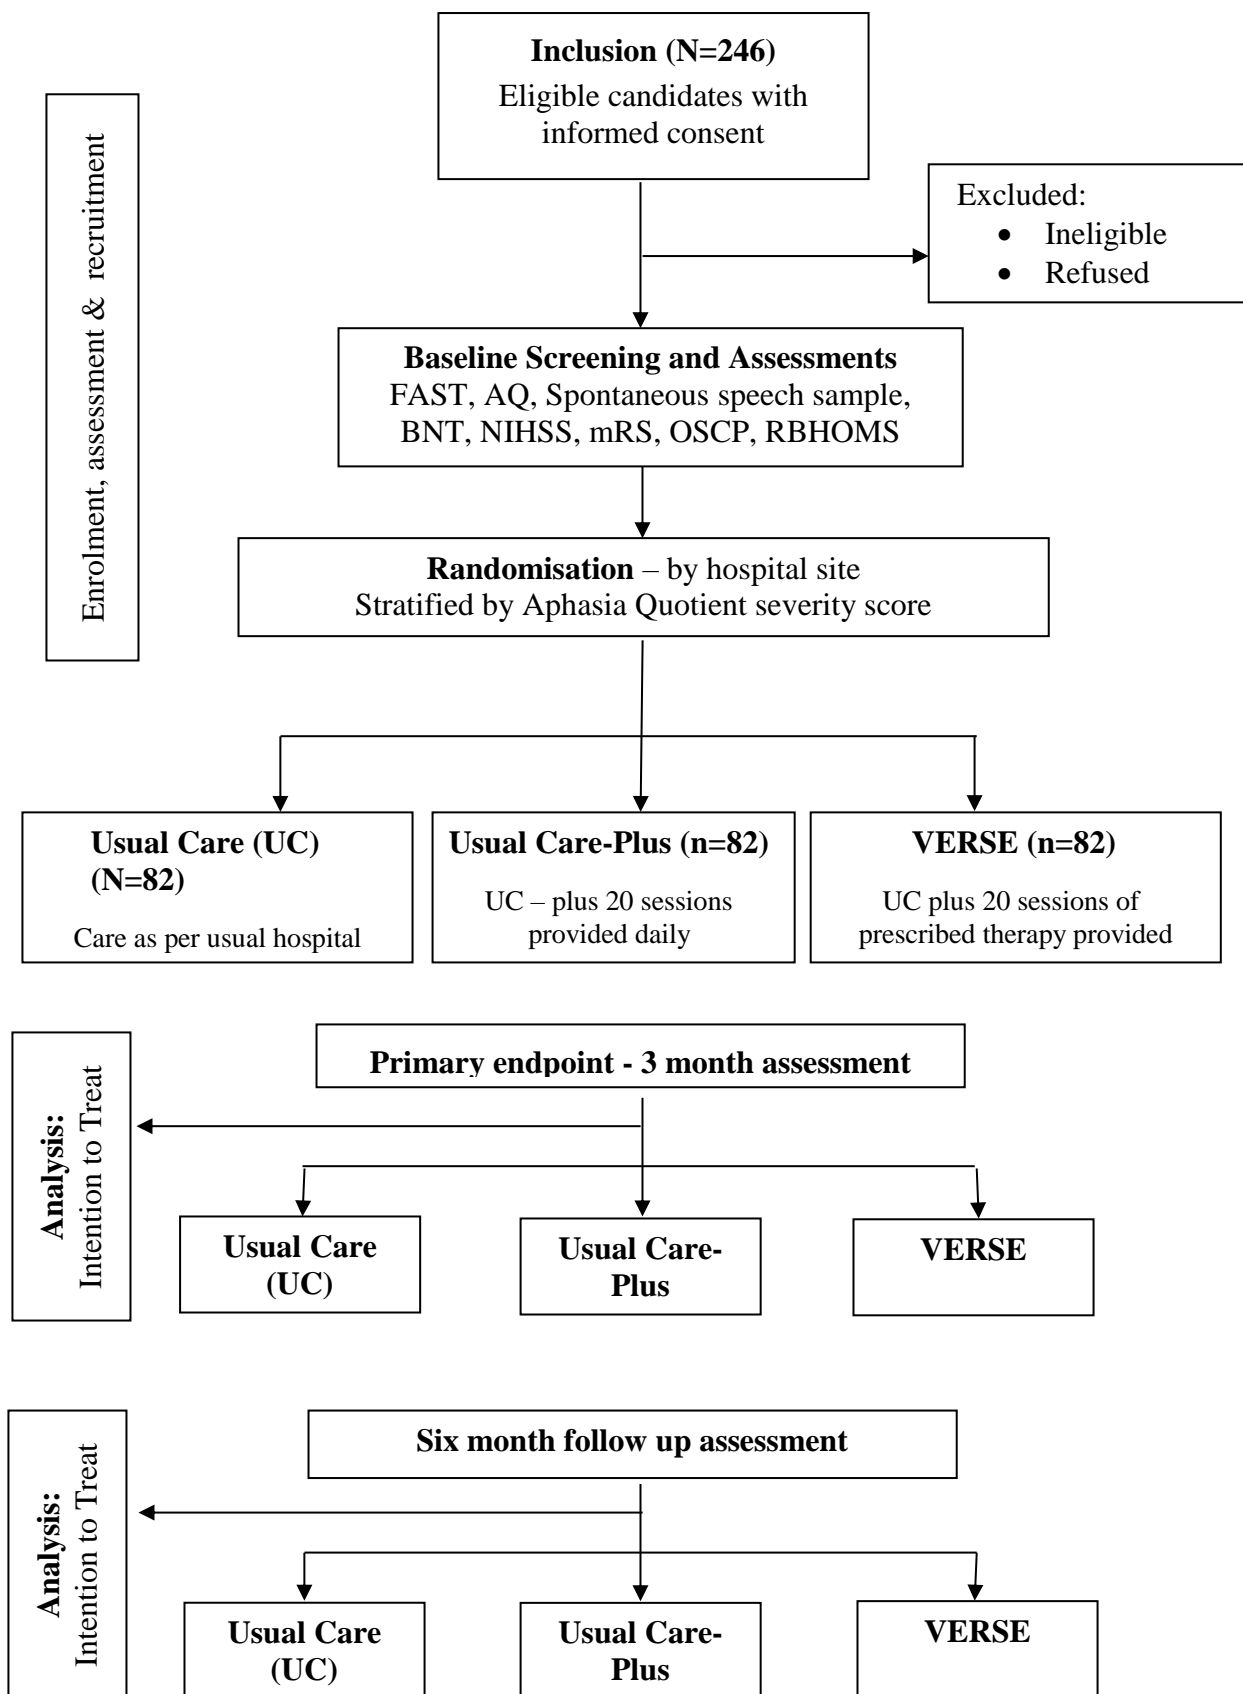 Inclusion (N=246)
Eligible candidates with
informed consent
Enrolment, assessment & recruitment
Excluded:
• Ineligible
• Refused
Baseline Screening and Assessments
FAST, AQ, Spontaneous speech sample,
BNT, NIHSS, mRS, OSCP, RBHOMS
Randomisation – by hospital site
Stratified by Aphasia Quotient severity score
Usual Care (UC)
(N=82)
Care as per usual hospital
Usual Care-Plus (n=82)
UC – plus 20 sessions
provided daily
VERSE (n=82)
UC plus 20 sessions of
prescribed therapy provided
Primary endpoint - 3 month assessment
Analysis:
Intention to Treat
Usual Care
(UC)
Usual Care-
Plus
VERSE
Six month follow up assessment
Analysis:
Intention to Treat
Usual Care
(UC)
Usual Care-
Plus
VERSE